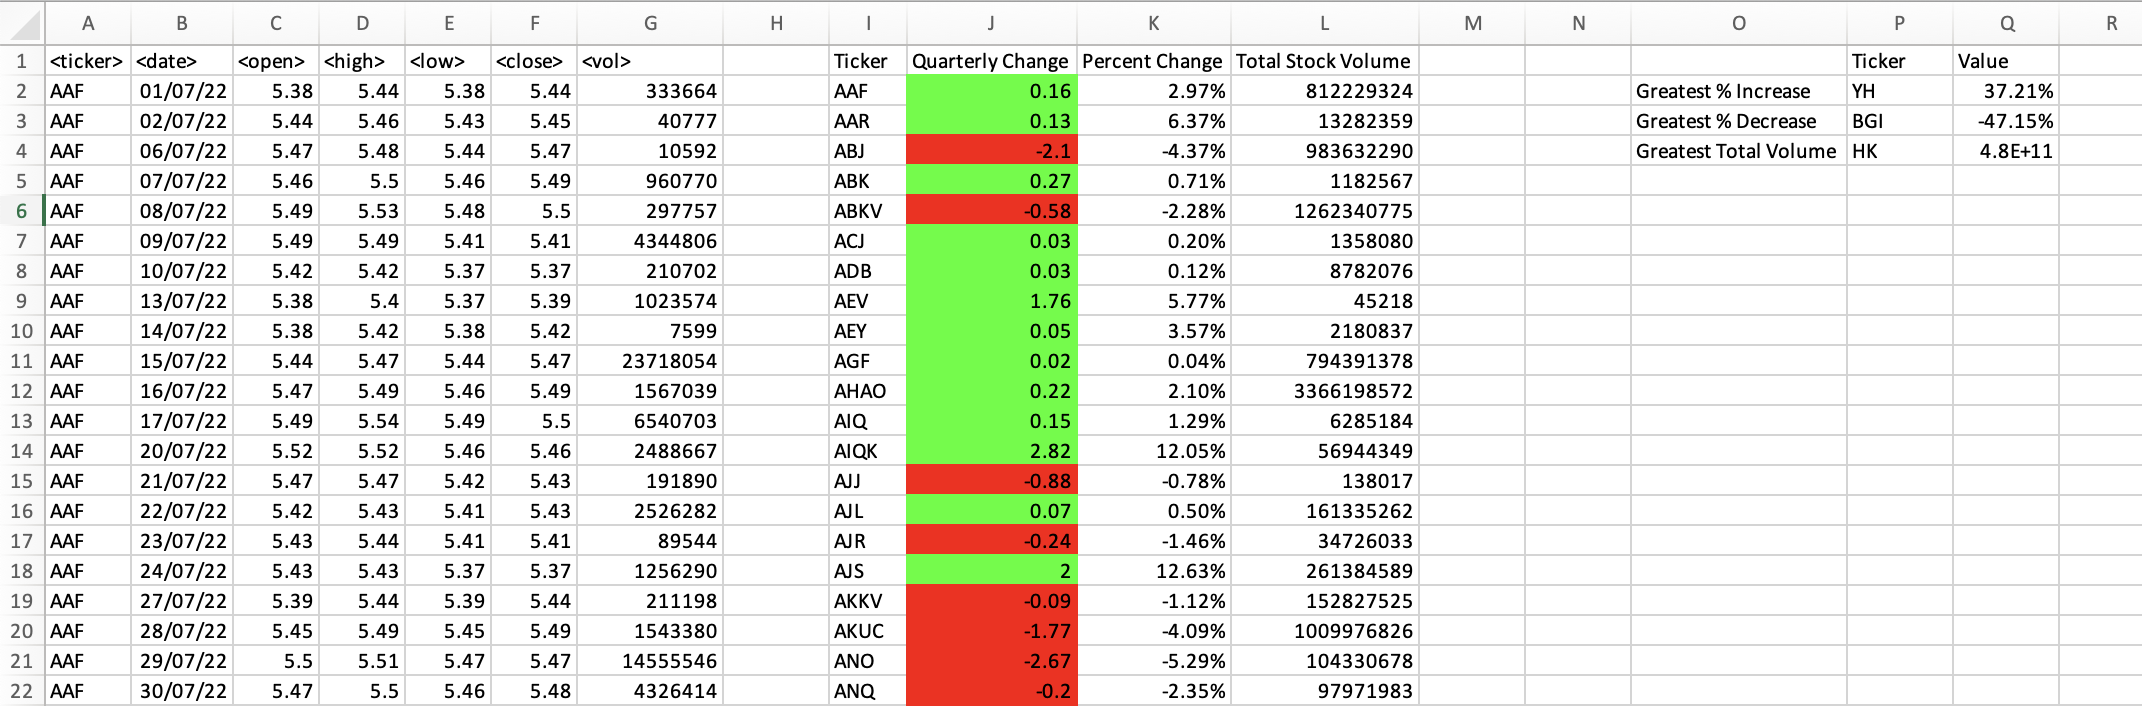 A B C D E F G H I J K L M N O P Q R
1 <ticker> <date> <open> <high> <low> <close> <vol> Ticker Quarterly Change Percent Change Total Stock Volume Ticker Value
2 AAF 01/07/22 5.38 5.44 5.38 5.44 333664 AAF 0.16 2.97% 812229324 Greatest % Increase YH 37.21%
3 AAF 02/07/22 5.44 5.46 5.43 5.45 40777 AAR 0.13 6.37% 13282359 Greatest % Decrease BGI -47.15%
4 AAF 06/07/22 5.47 5.48 5.44 5.47 10592 ABJ -2.1 -4.37% 983632290 Greatest Total Volume HK 4.8E+11
5 AAF 07/07/22 5.46 5.5 5.46 5.49 960770 ABK 0.27 0.71% 1182567
6 AAF 08/07/22 5.49 5.53 5.48 5.5 297757 ABKV -0.58 -2.28% 1262340775
7 AAF 09/07/22 5.49 5.49 5.41 5.41 4344806 ACJ 0.03 0.20% 1358080
8 AAF 10/07/22 5.42 5.42 5.37 5.37 210702 ADB 0.03 0.12% 8782076
9 AAF 13/07/22 5.38 5.4 5.37 5.39 1023574 AEV 1.76 5.77% 45218
10 AAF 14/07/22 5.38 5.42 5.38 5.42 7599 AEY 0.05 3.57% 2180837
11 AAF 15/07/22 5.44 5.47 5.44 5.47 23718054 AGF 0.02 0.04% 794391378
12 AAF 16/07/22 5.47 5.49 5.46 5.49 1567039 AHAO 0.22 2.10% 3366198572
13 AAF 17/07/22 5.49 5.54 5.49 5.5 6540703 AIQ 0.15 1.29% 6285184
14 AAF 20/07/22 5.52 5.52 5.46 5.46 2488667 AIQK 2.82 12.05% 56944349
15 AAF 21/07/22 5.47 5.47 5.42 5.43 191890 AJJ -0.88 -0.78% 138017
16 AAF 22/07/22 5.42 5.43 5.41 5.43 2526282 AJL 0.07 0.50% 161335262
17 AAF 23/07/22 5.43 5.44 5.41 5.41 89544 AJR -0.24 -1.46% 34726033
18 AAF 24/07/22 5.43 5.43 5.37 5.37 1256290 AJS 2 12.63% 261384589
19 AAF 27/07/22 5.39 5.44 5.39 5.44 211198 AKKV -0.09 -1.12% 152827525
20 AAF 28/07/22 5.45 5.49 5.45 5.49 1543380 AKUC -1.77 -4.09% 1009976826
21 AAF 29/07/22 5.5 5.51 5.47 5.47 14555546 ANO -2.67 -5.29% 104330678
22 AAF 30/07/22 5.47 5.5 5.46 5.48 4326414 ANQ -0.2 -2.35% 97971983